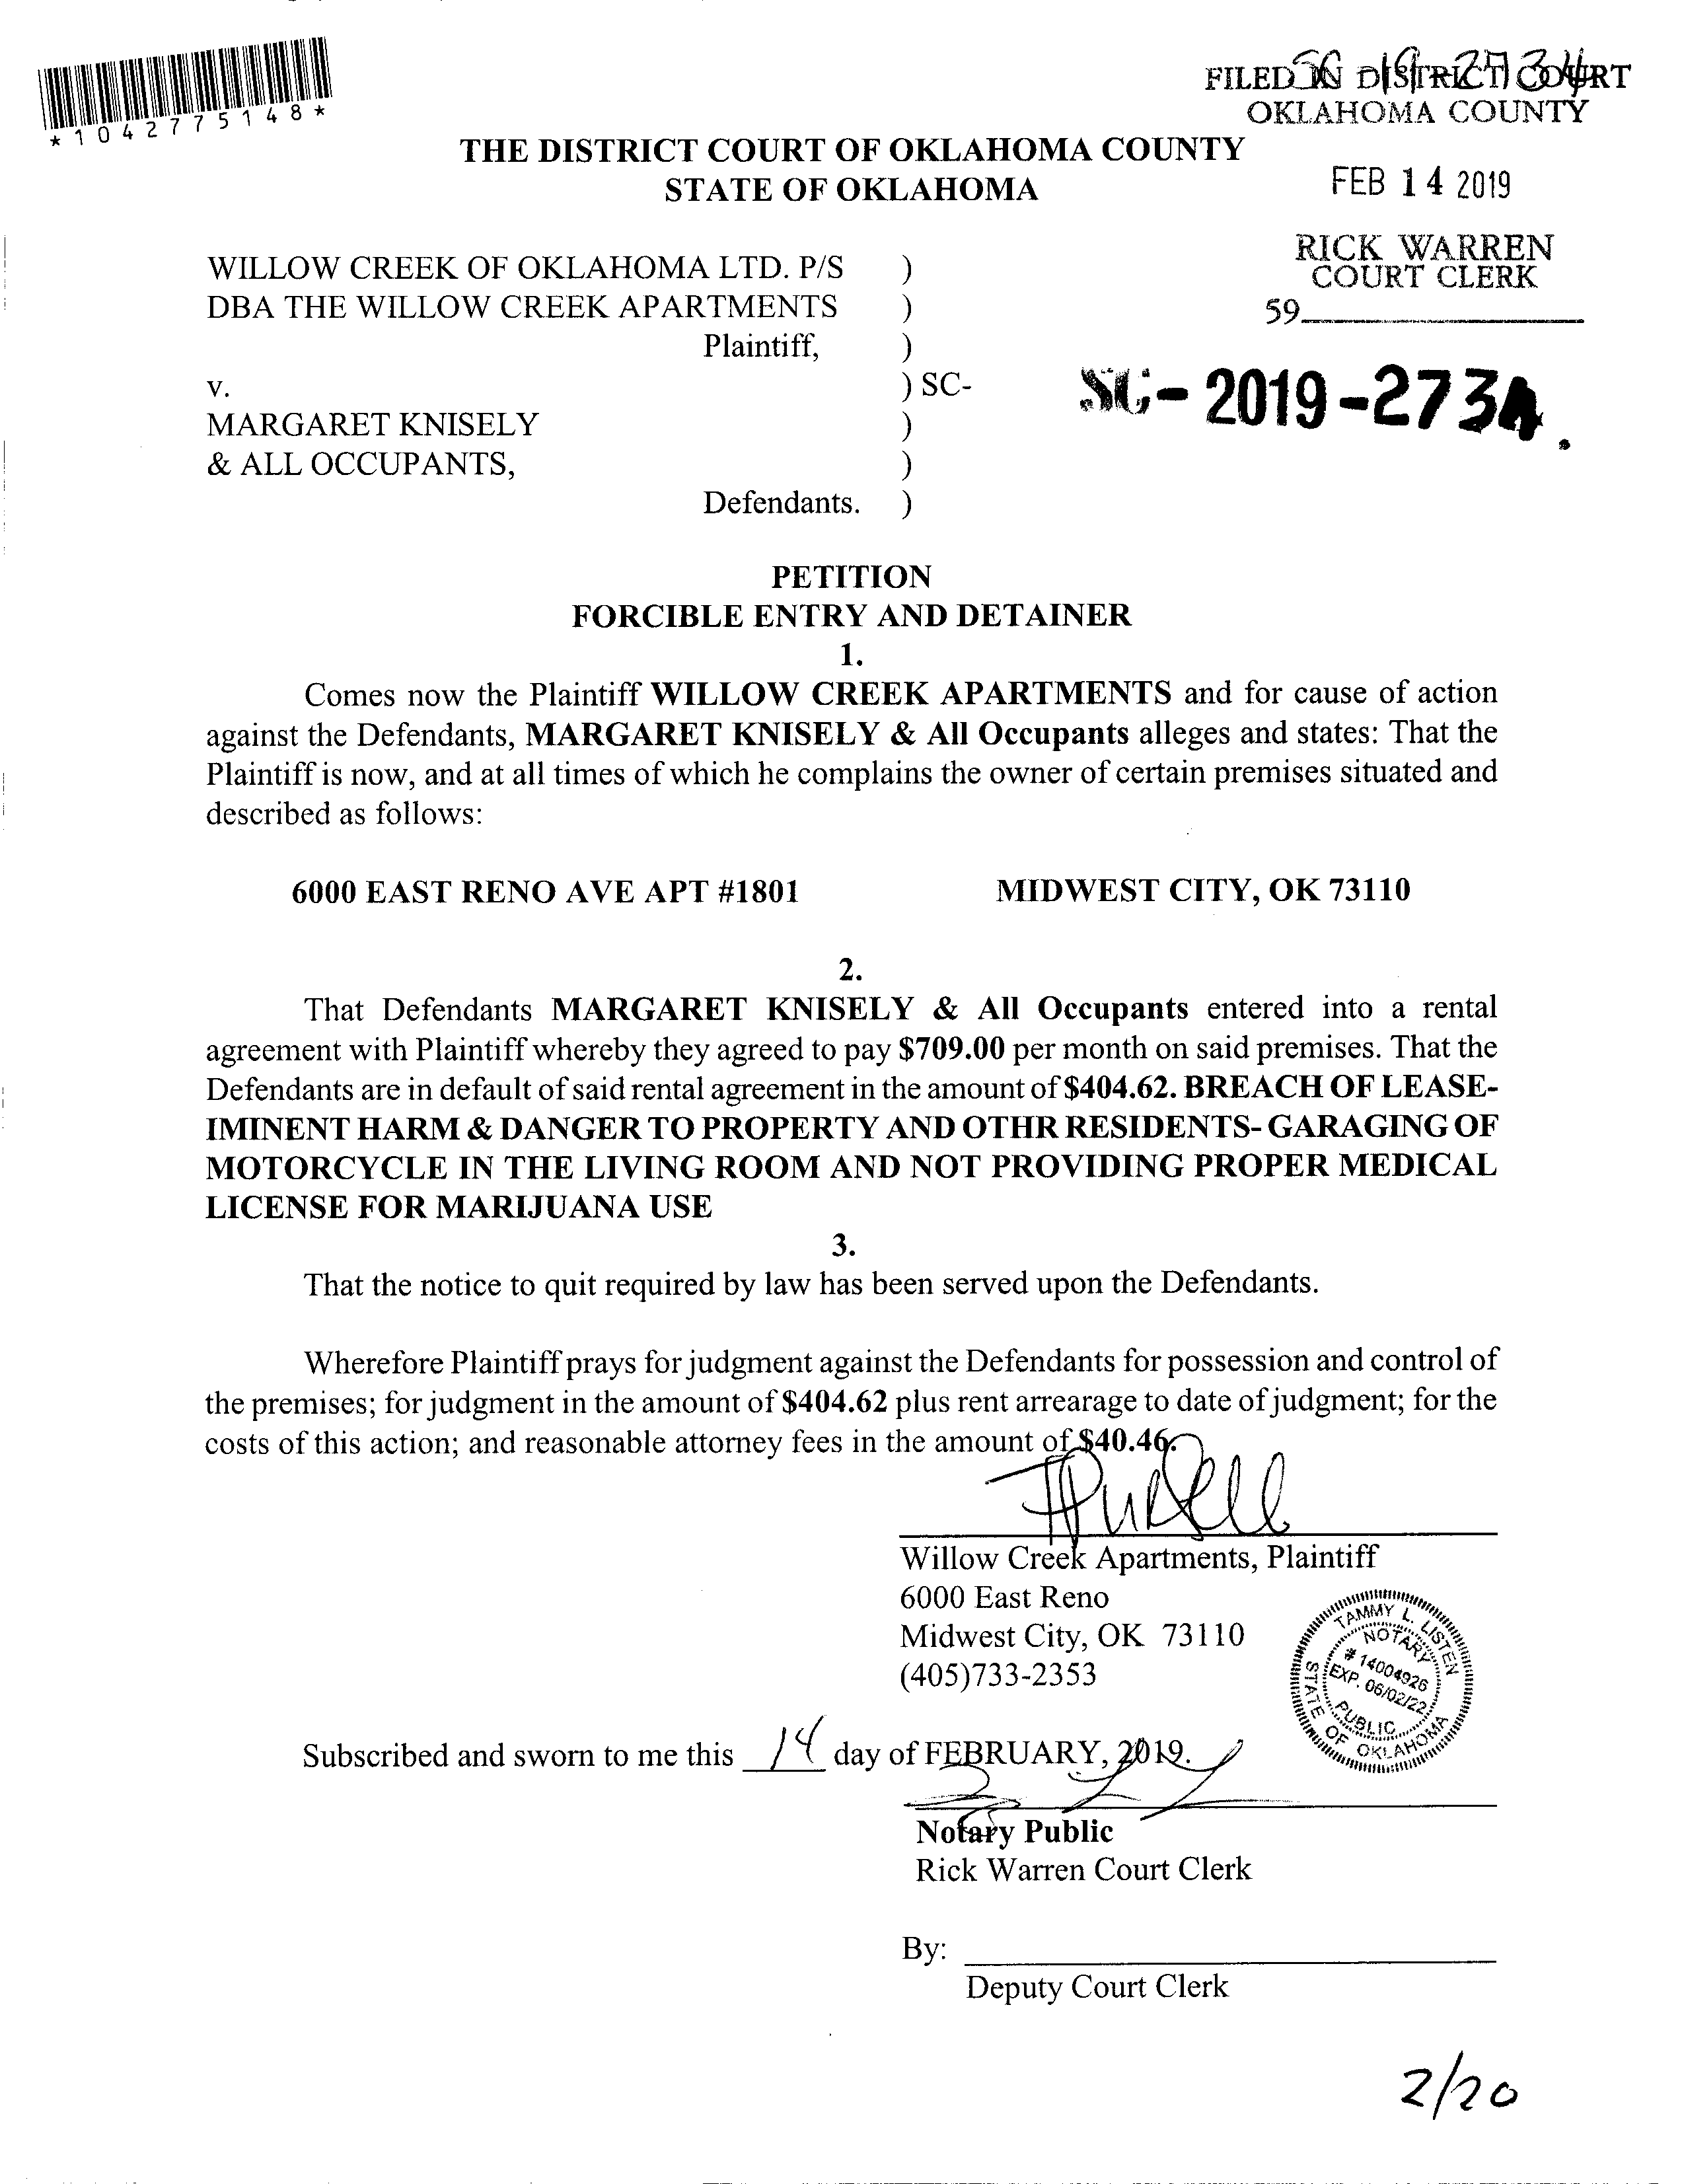 *1042775148*
SC 19 2734
FILED IN DISTRICT COURT
OKLAHOMA COUNTY
THE DISTRICT COURT OF OKLAHOMA COUNTY
STATE OF OKLAHOMA
FEB 14 2019
RICK WARREN
COURT CLERK
59
WILLOW CREEK OF OKLAHOMA LTD. P/S )
DBA THE WILLOW CREEK APARTMENTS )
Plaintiff, )
v. ) SC-
SC-2019-2734
MARGARET KNISELY )
& ALL OCCUPANTS, )
Defendants. )
PETITION
FORCIBLE ENTRY AND DETAINER
1.
Comes now the Plaintiff WILLOW CREEK APARTMENTS and for cause of action
against the Defendants, MARGARET KNISELY & All Occupants alleges and states: That the
Plaintiff is now, and at all times of which he complains the owner of certain premises situated and
described as follows:
6000 EAST RENO AVE APT #1801 MIDWEST CITY, OK 73110
2.
That Defendants MARGARET KNISELY & All Occupants entered into a rental
agreement with Plaintiff whereby they agreed to pay $709.00 per month on said premises. That the
Defendants are in default of said rental agreement in the amount of $404.62. BREACH OF LEASE-
IMINENT HARM & DANGER TO PROPERTY AND OTHR RESIDENTS- GARAGING OF
MOTORCYCLE IN THE LIVING ROOM AND NOT PROVIDING PROPER MEDICAL
LICENSE FOR MARIJUANA USE
3.
That the notice to quit required by law has been served upon the Defendants.
Wherefore Plaintiff prays for judgment against the Defendants for possession and control of
the premises; for judgment in the amount of $404.62 plus rent arrearage to date of judgment; for the
costs of this action; and reasonable attorney fees in the amount of $40.46.
Willow Creek Apartments, Plaintiff
6000 East Reno
Midwest City, OK 73110
(405)733-2353
TAMMY L. LISTEN
NOTARY
# 14004926
EXP. 06/02/22
PUBLIC
STATE OF OKLAHOMA
Subscribed and sworn to me this 14 day of FEBRUARY, 2019.
Notary Public
Rick Warren Court Clerk
By:
Deputy Court Clerk
2/20